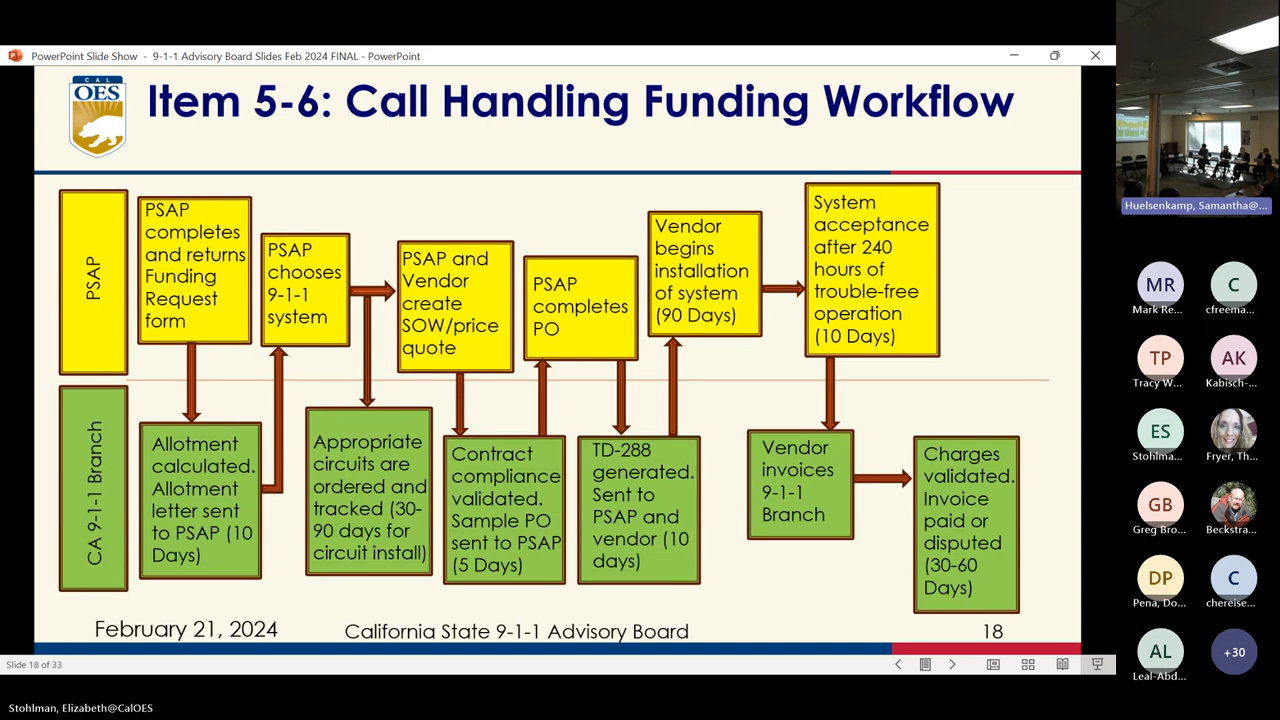 PowerPoint Slide Show - 9-1-1 Advisory Board Slides Feb 2024 FINAL - PowerPoint
CAL
OES
Item 5-6: Call Handling Funding Workflow
PSAP
PSAP
completes
and returns
Funding
Request
form
PSAP
chooses
9-1-1
system
PSAP and
Vendor
create
SOW/price
quote
PSAP
completes
PO
Vendor
begins
installation
of system
(90 Days)
System
acceptance
after 240
hours of
trouble-free
operation
(10 Days)
CA 9-1-1 Branch
Allotment
calculated.
Allotment
letter sent
to PSAP (10
Days)
Appropriate
circuits are
ordered and
tracked (30-
90 days for
circuit install)
Contract
compliance
validated.
Sample PO
sent to PSAP
(5 Days)
TD-288
generated.
Sent to
PSAP and
vendor (10
days)
Vendor
invoices
9-1-1
Branch
Charges
validated.
Invoice
paid or
disputed
(30-60
Days)
February 21, 2024
California State 9-1-1 Advisory Board
18
Slide 18 of 33
Stohlman, Elizabeth@CalOES
Huelsenkamp, Samantha@...
MR
Mark Re...
C
cfreema...
TP
Tracy W...
AK
Kabisch-...
ES
Stohlma...
Fryer, Th...
GB
Greg Bro...
Beckstra...
DP
Pena, Do...
C
chereise...
AL
Leal-Abd...
+30